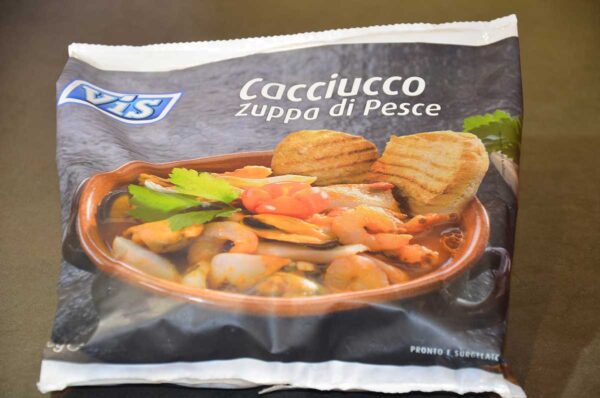 VIS
Cacciucco
zuppa di Pesce
PRONTO E SURGELATO